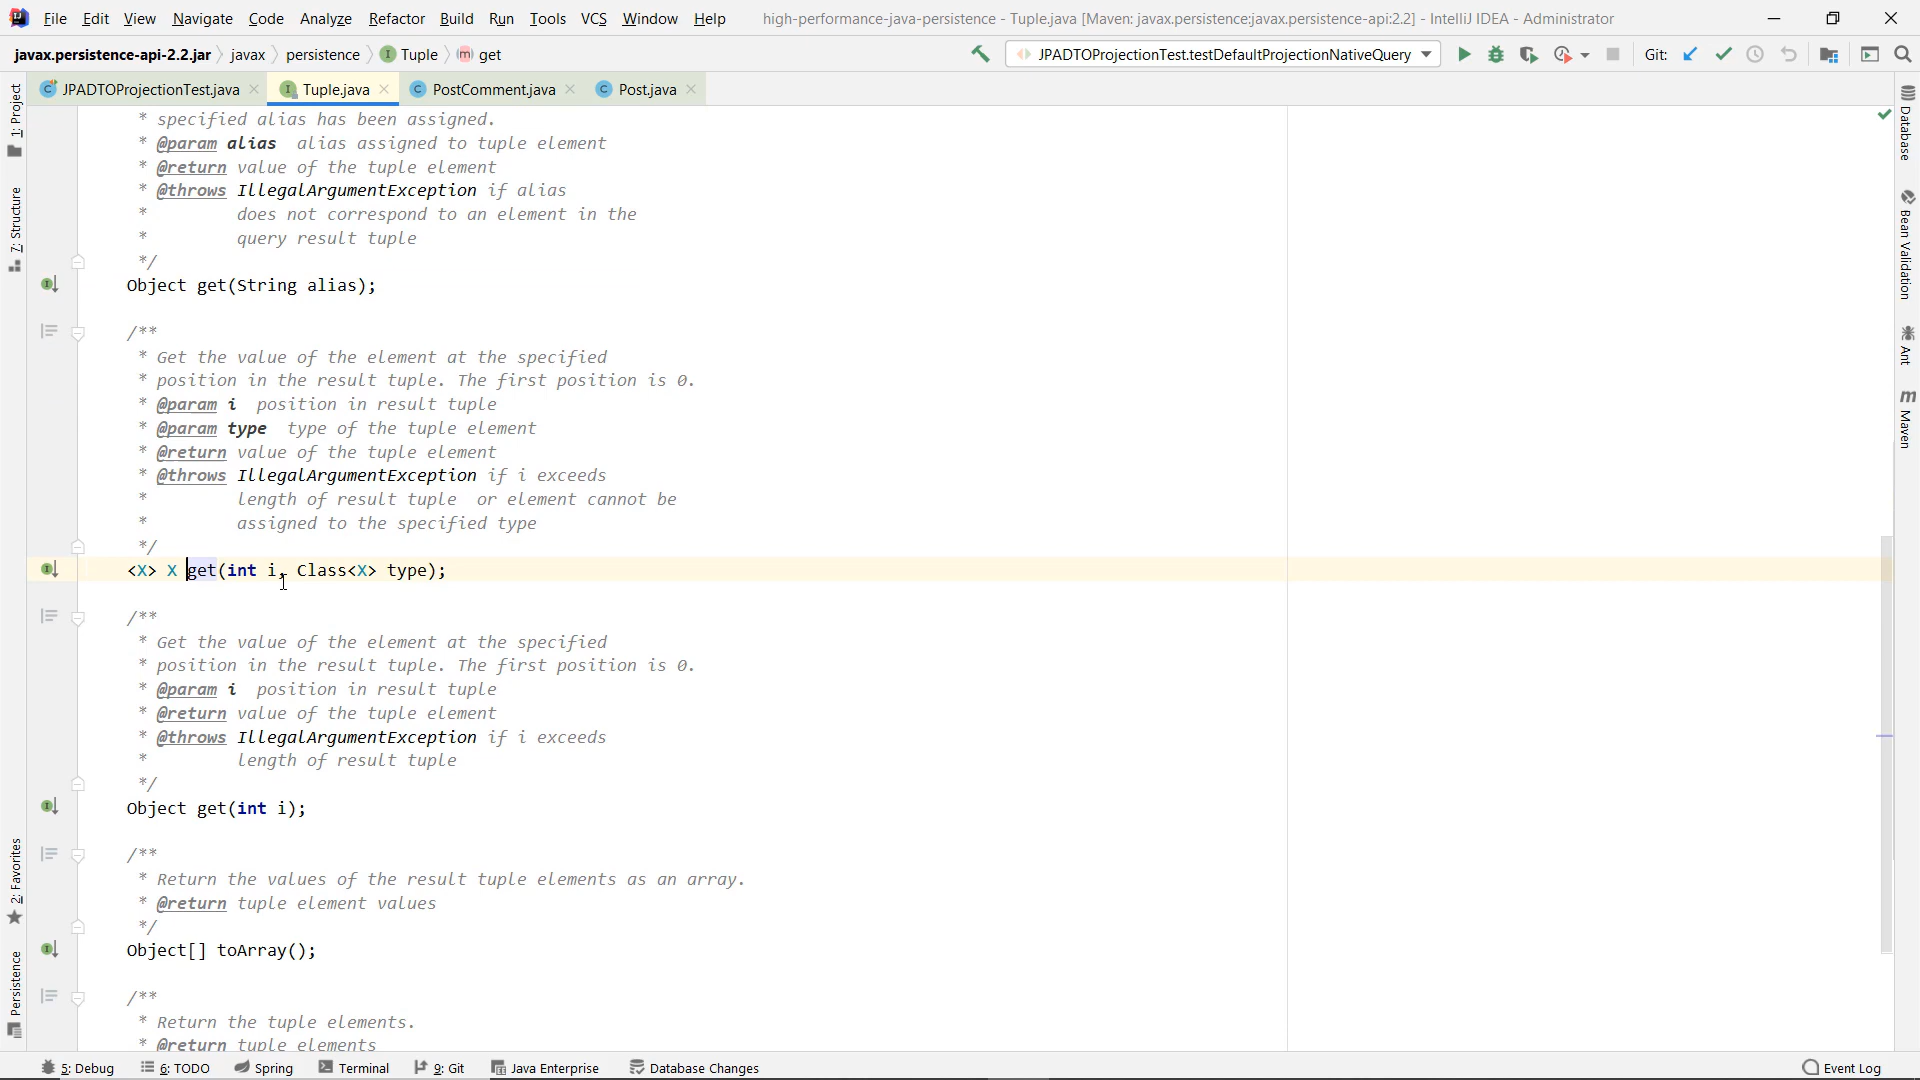 File Edit View Navigate Code Analyze Refactor Build Run Tools VCS Window Help high-performance-java-persistence - Tuple.java [Maven: javax.persistence:javax.persistence-api:2.2] - IntelliJ IDEA - Administrator
javax.persistence-api-2.2.jar javax persistence I Tuple m get JPADTOProjectionTest.testDefaultProjectionNativeQuery Git:
C JPADTOProjectionTest.java I Tuple.java C PostComment.java C Post.java
1: Project
7: Structure
2: Favorites
Persistence
* specified alias has been assigned.
* @param alias  alias assigned to tuple element
* @return value of the tuple element
* @throws IllegalArgumentException if alias
*         does not correspond to an element in the
*         query result tuple
*/
Object get(String alias);
/**
* Get the value of the element at the specified
* position in the result tuple. The first position is 0.
* @param i  position in result tuple
* @param type  type of the tuple element
* @return value of the tuple element
* @throws IllegalArgumentException if i exceeds
*         length of result tuple  or element cannot be
*         assigned to the specified type
*/
<X> X get(int i, Class<X> type);
/**
* Get the value of the element at the specified
* position in the result tuple. The first position is 0.
* @param i  position in result tuple
* @return value of the tuple element
* @throws IllegalArgumentException if i exceeds
*         length of result tuple
*/
Object get(int i);
/**
* Return the values of the result tuple elements as an array.
* @return tuple element values
*/
Object[] toArray();
/**
* Return the tuple elements.
* @return tuple elements
Database
Bean Validation
Ant
m Maven
5: Debug 6: TODO Spring Terminal 9: Git Java Enterprise Database Changes Event Log